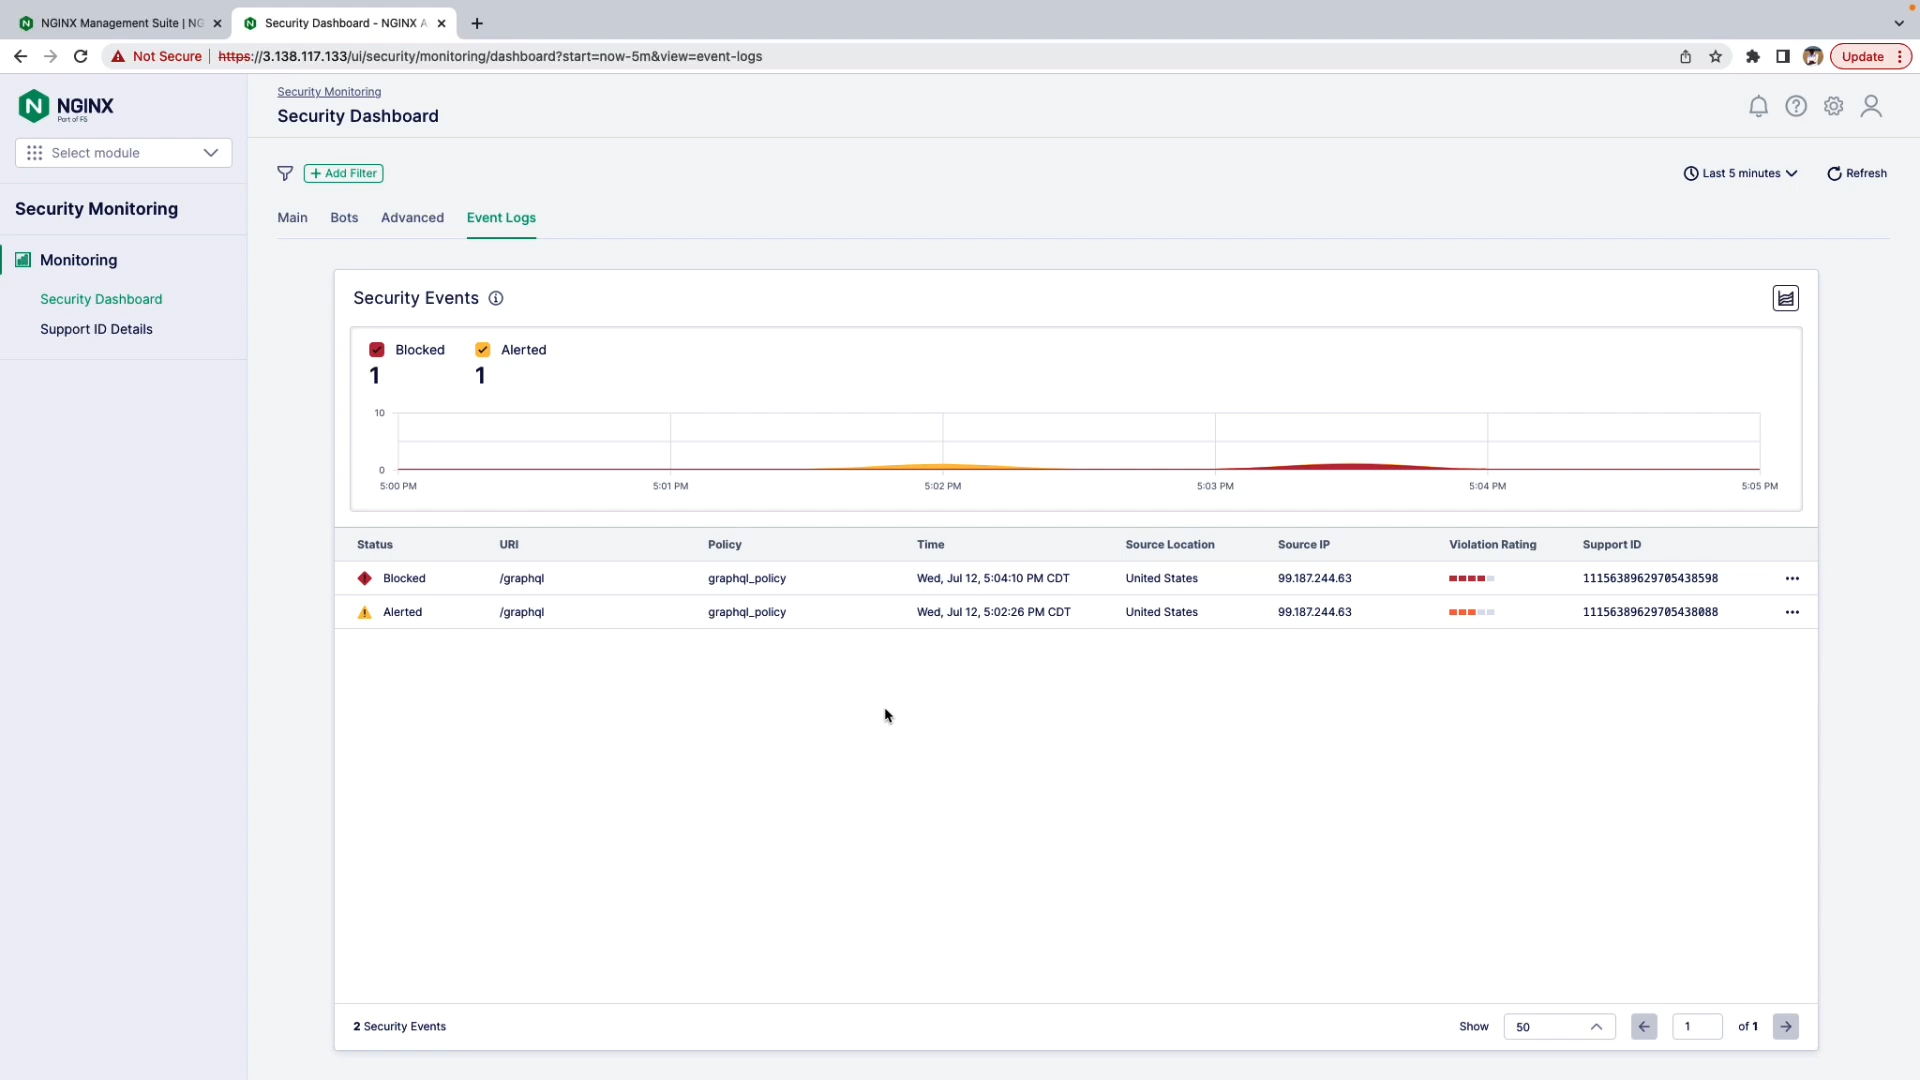 NGINX Management Suite | NG
Security Dashboard - NGINX A
Not Secure
https://3.138.117.133/ui/security/monitoring/dashboard?start=now-5m&view=event-logs
Update
NGINX
Part of F5
Select module
Security Monitoring
Monitoring
Security Dashboard
Support ID Details
Security Monitoring
Security Dashboard
Add Filter
Last 5 minutes
Refresh
Main Bots Advanced Event Logs
Security Events
Blocked Alerted
1 1
10
0
5:00 PM 5:01 PM 5:02 PM 5:03 PM 5:04 PM 5:05 PM
Status URI Policy Time Source Location Source IP Violation Rating Support ID
Blocked /graphql graphql_policy Wed, Jul 12, 5:04:10 PM CDT United States 99.187.244.63 11156389629705438598
Alerted /graphql graphql_policy Wed, Jul 12, 5:02:26 PM CDT United States 99.187.244.63 11156389629705438088
2 Security Events
Show 50 1 of 1